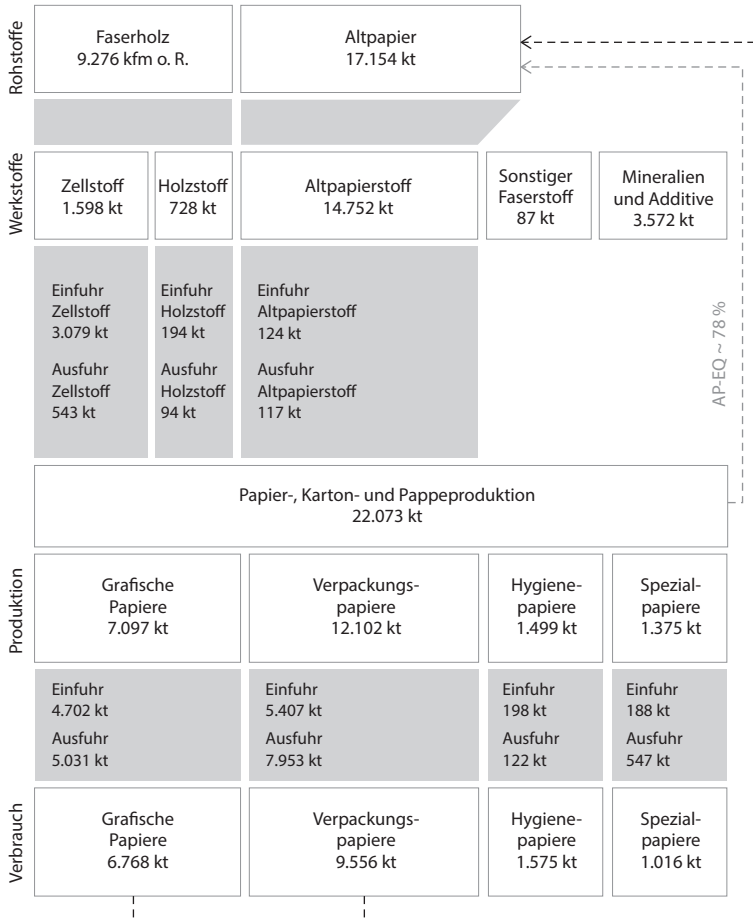 Rohstoffe
Faserholz
9.276 kfm o. R.
Altpapier
17.154 kt
Werkstoffe
Zellstoff
1.598 kt
Holzstoff
728 kt
Altpapierstoff
14.752 kt
Sonstiger
Faserstoff
87 kt
Mineralien
und Additive
3.572 kt
Einfuhr
Zellstoff
3.079 kt
Ausfuhr
Zellstoff
543 kt
Einfuhr
Holzstoff
194 kt
Ausfuhr
Holzstoff
94 kt
Einfuhr
Altpapierstoff
124 kt
Ausfuhr
Altpapierstoff
117 kt
AP-EQ ~ 78 %
Papier-, Karton- und Pappeproduktion
22.073 kt
Produktion
Grafische
Papiere
7.097 kt
Verpackungs-
papiere
12.102 kt
Hygiene-
papiere
1.499 kt
Spezial-
papiere
1.375 kt
Einfuhr
4.702 kt
Ausfuhr
5.031 kt
Einfuhr
5.407 kt
Ausfuhr
7.953 kt
Einfuhr
198 kt
Ausfuhr
122 kt
Einfuhr
188 kt
Ausfuhr
547 kt
Verbrauch
Grafische
Papiere
6.768 kt
Verpackungs-
papiere
9.556 kt
Hygiene-
papiere
1.575 kt
Spezial-
papiere
1.016 kt